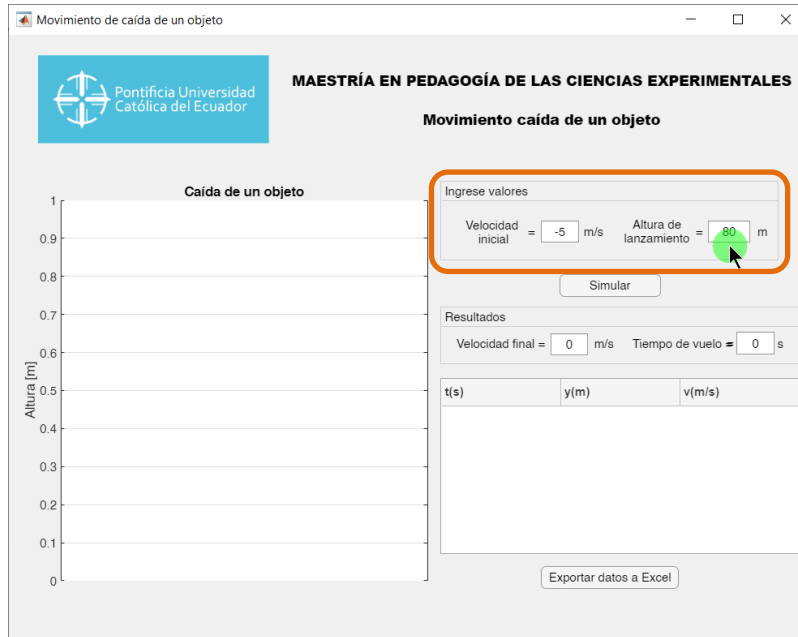 Movimiento de caída de un objeto
Pontificia Universidad
Católica del Ecuador
MAESTRÍA EN PEDAGOGÍA DE LAS CIENCIAS EXPERIMENTALES
Movimiento caída de un objeto
Caída de un objeto
1
0.9
0.8
0.7
0.6
0.5
0.4
0.3
0.2
0.1
0
Altura [m]
Ingrese valores
Velocidad
inicial = -5 m/s
Altura de
lanzamiento = 80 m
Simular
Resultados
Velocidad final = 0 m/s Tiempo de vuelo = 0 s
t(s) y(m) v(m/s)
Exportar datos a Excel